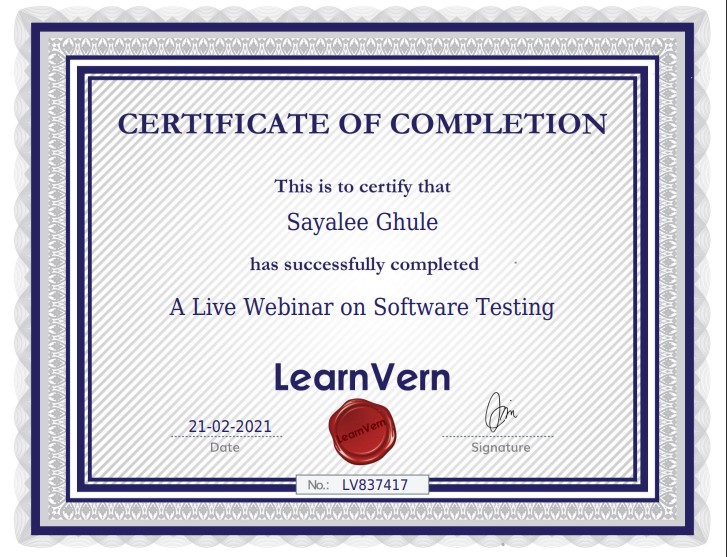 CERTIFICATE OF COMPLETION
This is to certify that
Sayalee Ghule
has successfully completed
A Live Webinar on Software Testing
LearnVern
LearnVern
21-02-2021
Date
Signature
No.: LV837417